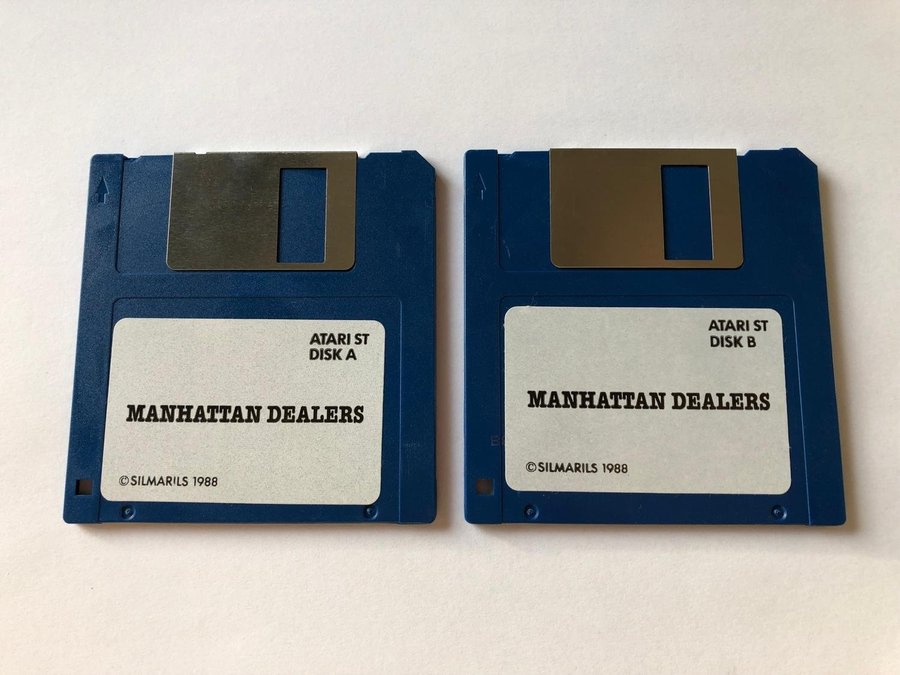 ATARI ST
DISK A
MANHATTAN DEALERS
© SILMARILS 1988
ATARI ST
DISK B
MANHATTAN DEALERS
© SILMARILS 1988